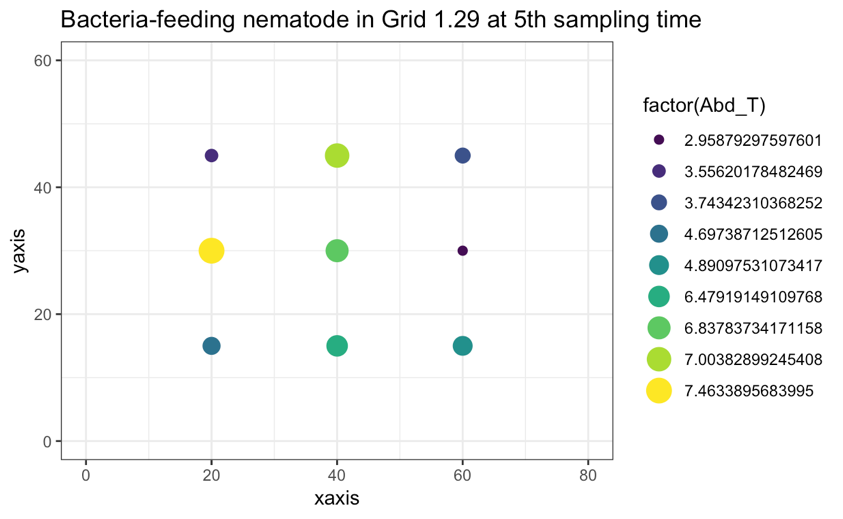 Bacteria-feeding nematode in Grid 1.29 at 5th sampling time
60
40
20
0
yaxis
0 20 40 60 80
xaxis
factor(Abd_T)
2.95879297597601
3.55620178482469
3.74342310368252
4.69738712512605
4.89097531073417
6.47919149109768
6.83783734171158
7.00382899245408
7.4633895683995